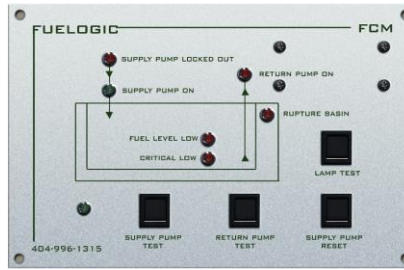 FUELOGIC
FCM
SUPPLY PUMP LOCKED OUT
RETURN PUMP ON
SUPPLY PUMP ON
RUPTURE BASIN
FUEL LEVEL LOW
CRITICAL LOW
LAMP TEST
SUPPLY PUMP
TEST
RETURN PUMP
TEST
SUPPLY PUMP
RESET
404-996-1315